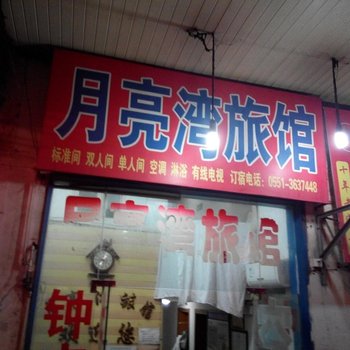 月亮湾旅馆
标准间 双人间 单人间 空调 淋浴 有线电视 订宿电话：0551-3637448
月亮湾旅馆
钟